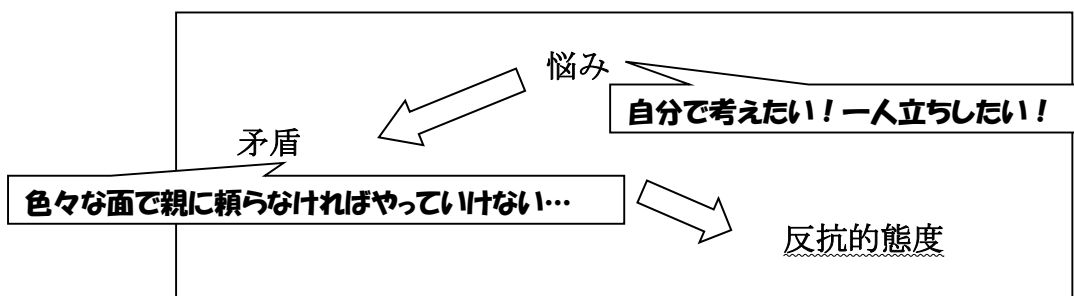 悩み
自分で考えたい!一人立ちしたい!
矛盾
色々な面で親に頼らなければやっていけない…
反抗的態度